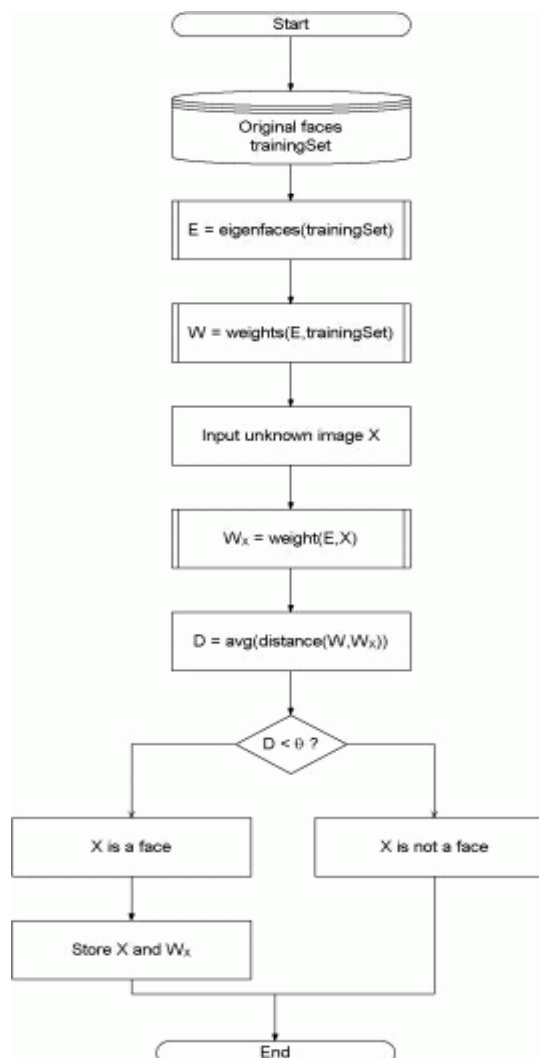 Start
Original faces
trainingSet
E = eigenfaces(trainingSet)
W = weights(E,trainingSet)
Input unknown image X
Wₓ = weight(E,X)
D = avg(distance(W,Wₓ))
D < θ ?
X is a face
X is not a face
Store X and Wₓ
End